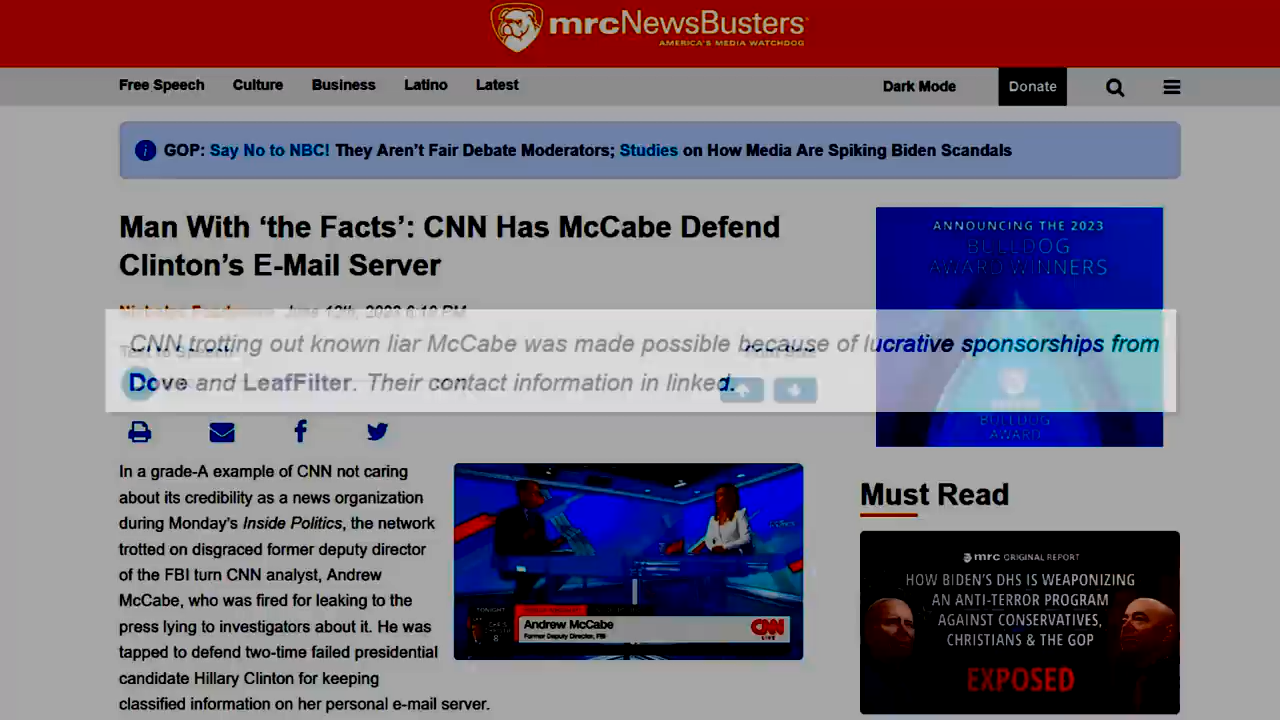 mrcNewsBusters
AMERICA'S MEDIA WATCHDOG
Free Speech Culture Business Latino Latest Dark Mode Donate
GOP: Say No to NBC! They Aren't Fair Debate Moderators; Studies on How Media Are Spiking Biden Scandals
Man With 'the Facts': CNN Has McCabe Defend
Clinton's E-Mail Server
June 12th, 2023 6:10 PM
CNN trotting out known liar McCabe was made possible because of lucrative sponsorships from
Dove and LeafFilter. Their contact information in linked.
In a grade-A example of CNN not caring
about its credibility as a news organization
during Monday's Inside Politics, the network
trotted on disgraced former deputy director
of the FBI turn CNN analyst, Andrew
McCabe, who was fired for leaking to the
press lying to investigators about it. He was
tapped to defend two-time failed presidential
candidate Hillary Clinton for keeping
classified information on her personal e-mail server.
TONIGHT
Andrew McCabe
Former Deputy Director, FBI
CNN
LIVE
ANNOUNCING THE 2023
BULLDOG
AWARD WINNERS
BULLDOG
AWARD
Must Read
mrc ORIGINAL REPORT
HOW BIDEN'S DHS IS WEAPONIZING
AN ANTI-TERROR PROGRAM
AGAINST CONSERVATIVES,
CHRISTIANS & THE GOP
EXPOSED